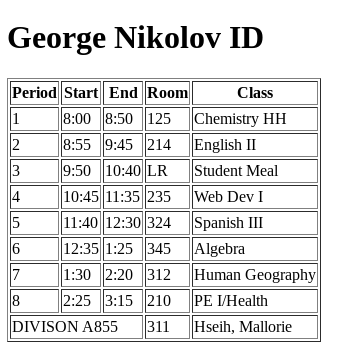 George Nikolov ID
Period Start End Room Class
1 8:00 8:50 125 Chemistry HH
2 8:55 9:45 214 English II
3 9:50 10:40 LR Student Meal
4 10:45 11:35 235 Web Dev I
5 11:40 12:30 324 Spanish III
6 12:35 1:25 345 Algebra
7 1:30 2:20 312 Human Geography
8 2:25 3:15 210 PE I/Health
DIVISON A855 311 Hseih, Mallorie